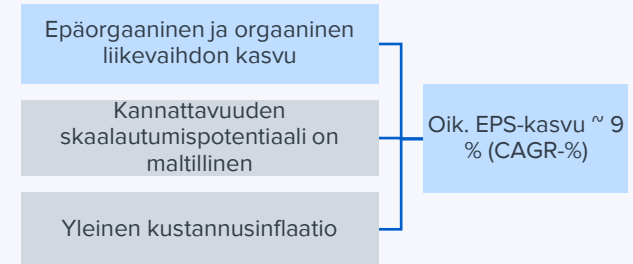 Epäorgaaninen ja orgaaninen
liikevaihdon kasvu
Kannattavuuden
skaalautumispotentiaali on
maltillinen
Yleinen kustannusinflaatio
Oik. EPS-kasvu ~ 9
% (CAGR-%)